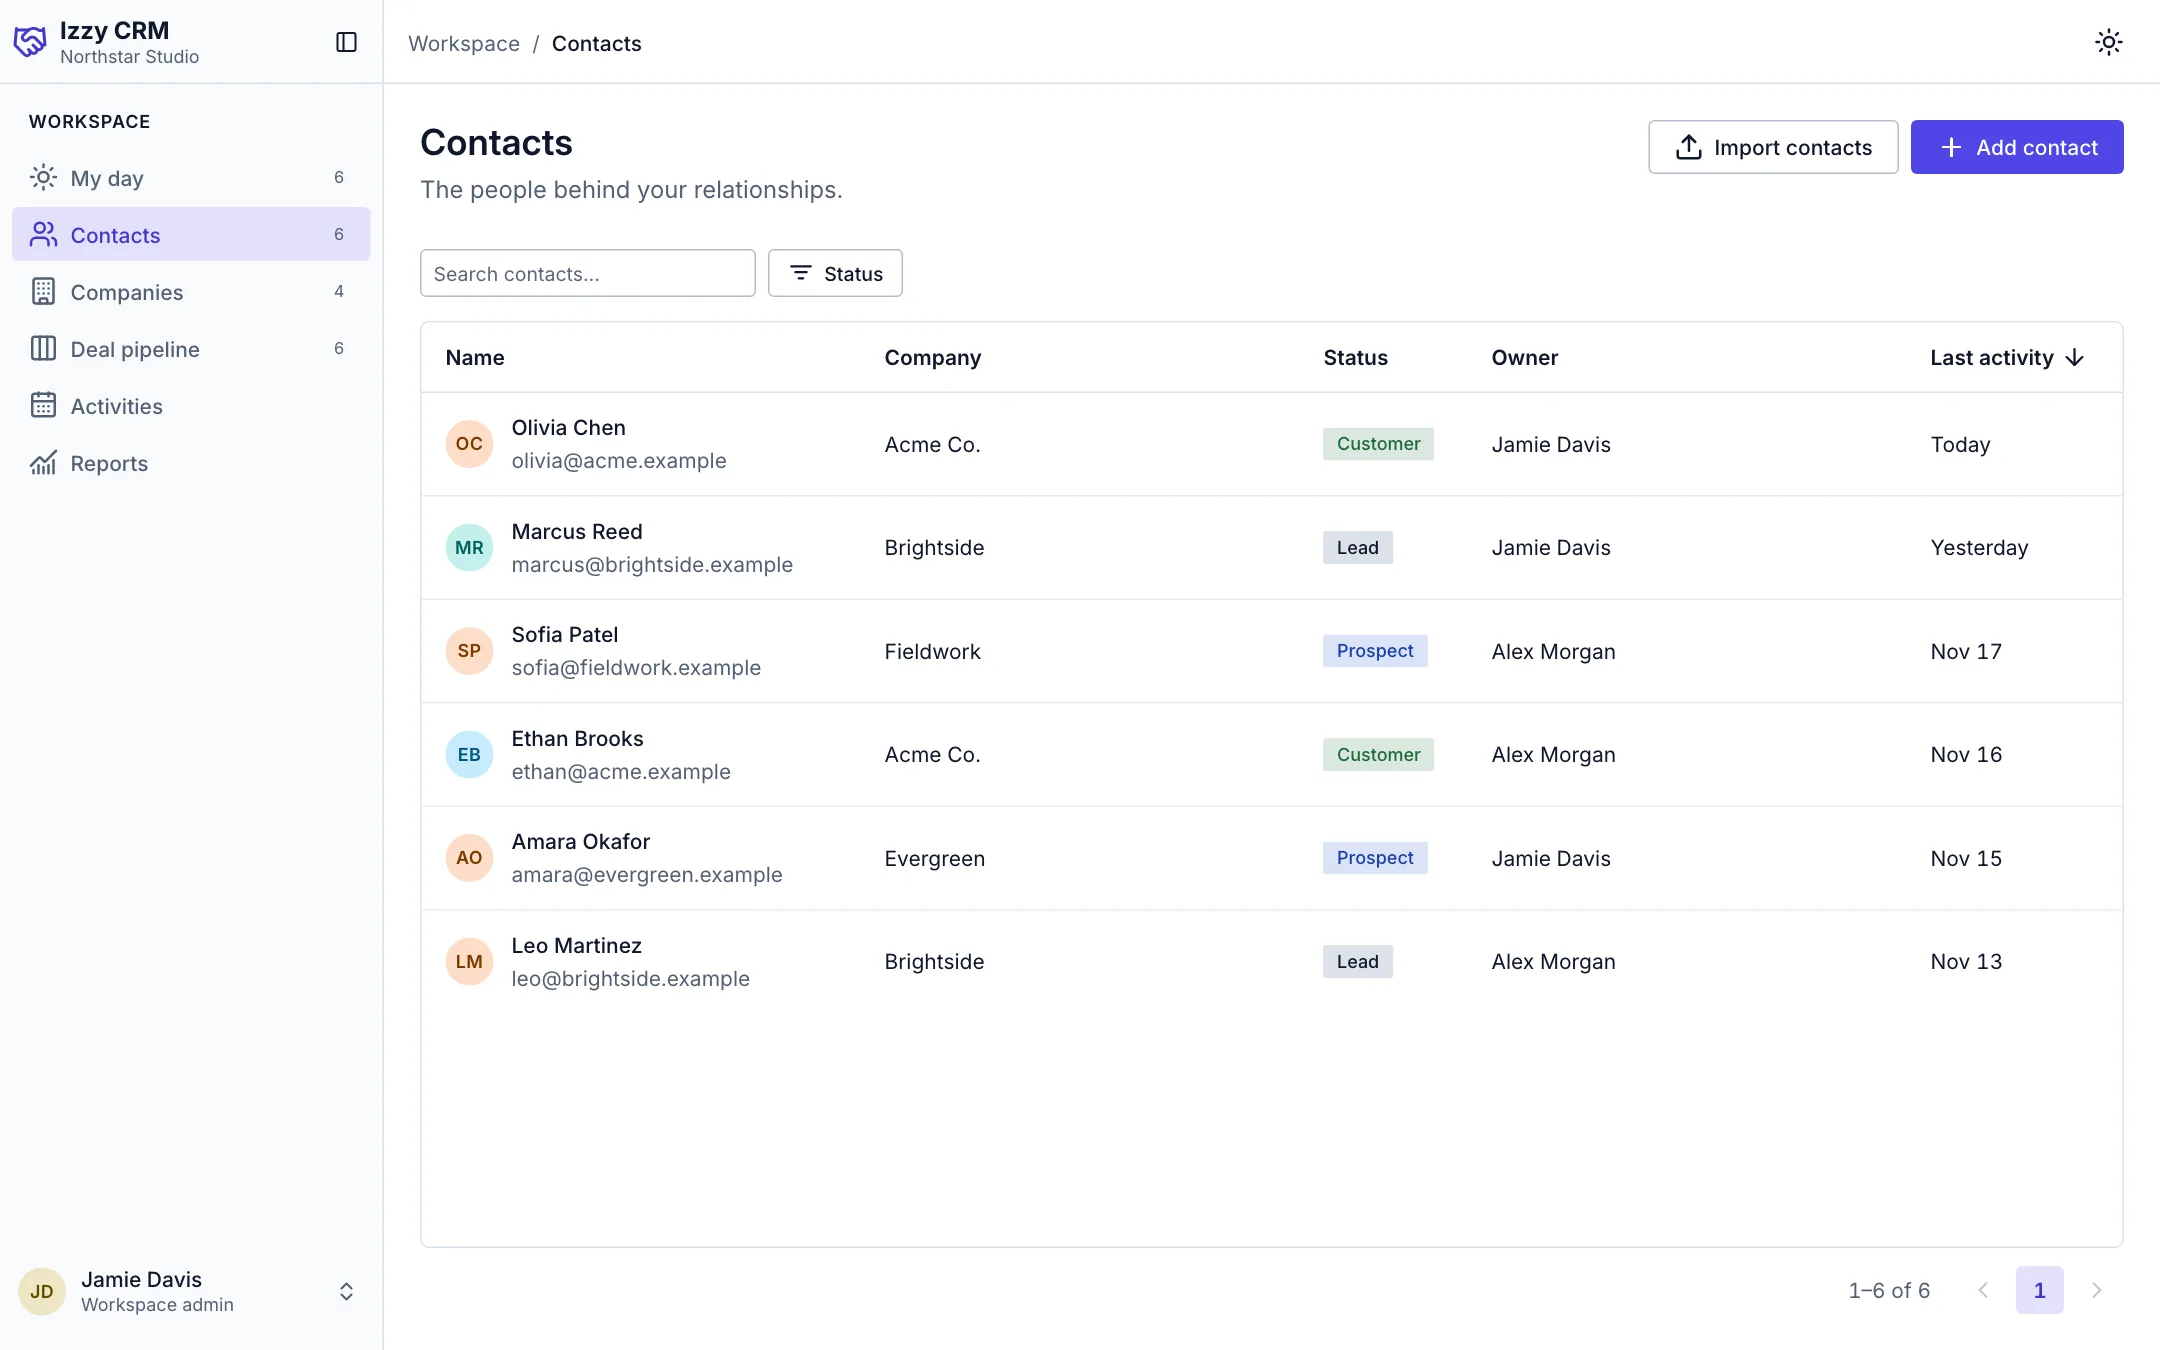 Izzy CRM
Northstar Studio
Workspace / Contacts
WORKSPACE
My day 6
Contacts 6
Companies 4
Deal pipeline 6
Activities
Reports
Jamie Davis
JD
Workspace admin
Contacts
The people behind your relationships.
Import contacts
Add contact
Search contacts...
Status
Name Company Status Owner Last activity
OC Olivia Chen
olivia@acme.example
Acme Co. Customer Jamie Davis Today
MR Marcus Reed
marcus@brightside.example
Brightside Lead Jamie Davis Yesterday
SP Sofia Patel
sofia@fieldwork.example
Fieldwork Prospect Alex Morgan Nov 17
EB Ethan Brooks
ethan@acme.example
Acme Co. Customer Alex Morgan Nov 16
AO Amara Okafor
amara@evergreen.example
Evergreen Prospect Jamie Davis Nov 15
LM Leo Martinez
leo@brightside.example
Brightside Lead Alex Morgan Nov 13
1–6 of 6 1